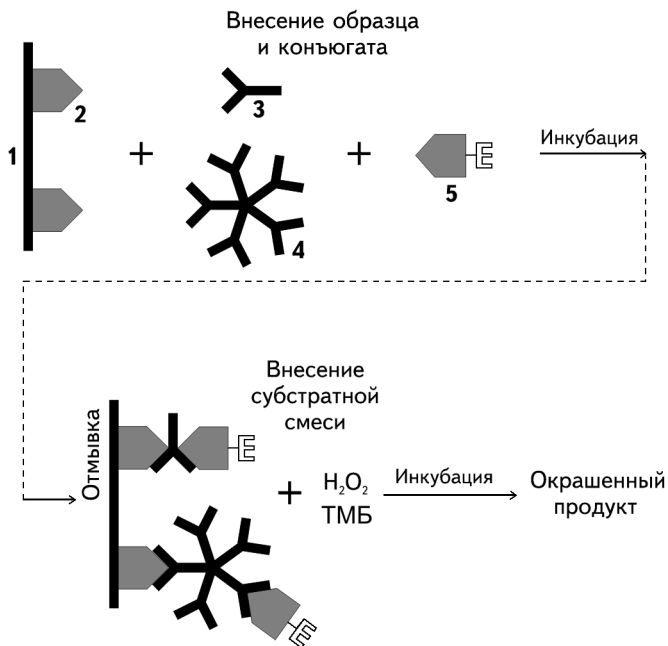 Внесение образца
и конъюгата
1
2
3
4
5
+
+
E
Инкубация
Отмывка
Внесение
субстратной
смеси
E
E
+
H₂O₂
ТМБ
Инкубация
Окрашенный
продукт